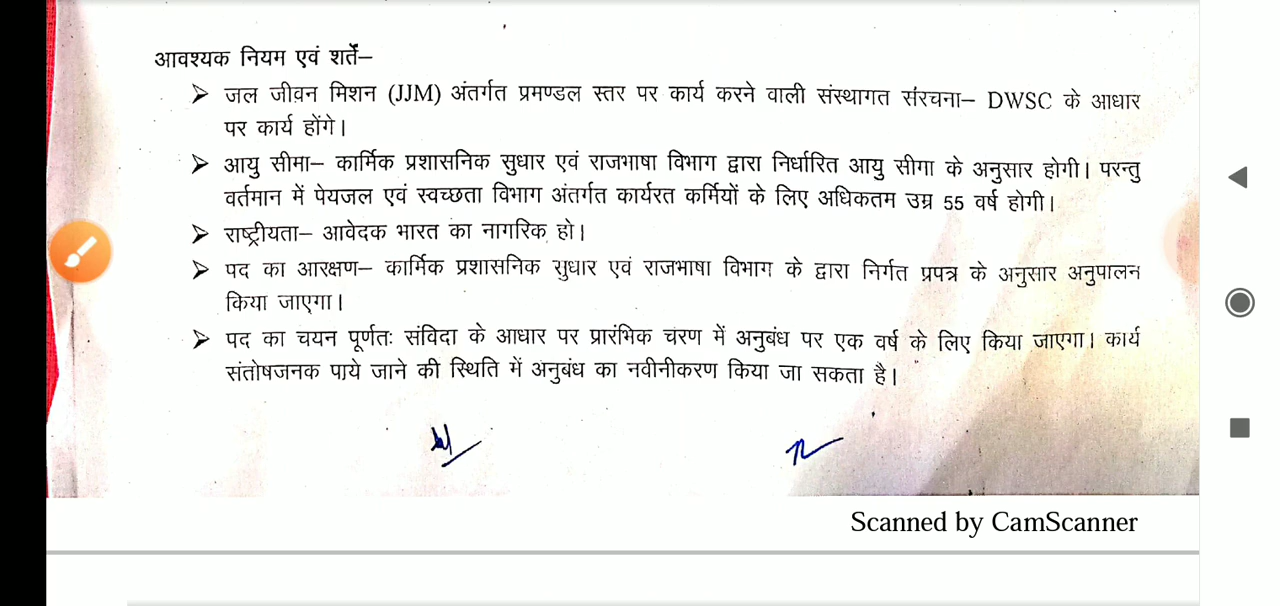 आवश्यक नियम एवं शर्तें–
➤ जल जीवन मिशन (JJM) अंतर्गत प्रमण्डल स्तर पर कार्य करने वाली संस्थागत संरचना– DWSC के आधार
पर कार्य होंगे।
➤ आयु सीमा– कार्मिक प्रशासनिक सुधार एवं राजभाषा विभाग द्वारा निर्धारित आयु सीगा के अनुसार होगी। परन्तु
वर्तमान में पेयजल एवं स्वच्छता विभाग अंतर्गत कार्यरत कर्मियों के लिए अधिकतम उम्र 55 वर्ष होगी।
➤ राष्ट्रीयता– आवेदक भारत का नागरिक हो।
➤ पद का आरक्षण– कार्मिक प्रशासनिक सुधार एवं राजभाषा विभाग के द्वारा निर्गत प्रपत्र के अनुसार अनुपालन
किया जाएगा।
➤ पद का चयन पूर्णतः संविदा के आधार पर प्रारंभिक चरण में अनुबंध पर एक वर्ष के लिए किया जाएगा। कार्य
संतोषजनक पाये जाने की स्थिति में अनुबंध का नवीनीकरण किया जा सकता है।
Scanned by CamScanner